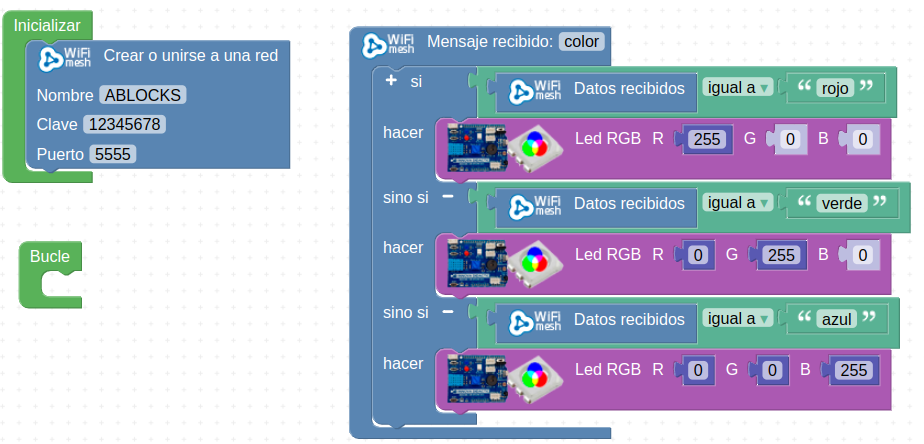 Inicializar
WiFi mesh Crear o unirse a una red
Nombre ABLOCKS
Clave 12345678
Puerto 5555
Bucle
WiFi mesh Mensaje recibido: color
+ si WiFi mesh Datos recibidos igual a ▾ “ rojo ”
hacer Led RGB R 255 G 0 B 0
sino si − WiFi mesh Datos recibidos igual a ▾ “ verde ”
hacer Led RGB R 0 G 255 B 0
sino si − WiFi mesh Datos recibidos igual a ▾ “ azul ”
hacer Led RGB R 0 G 0 B 255